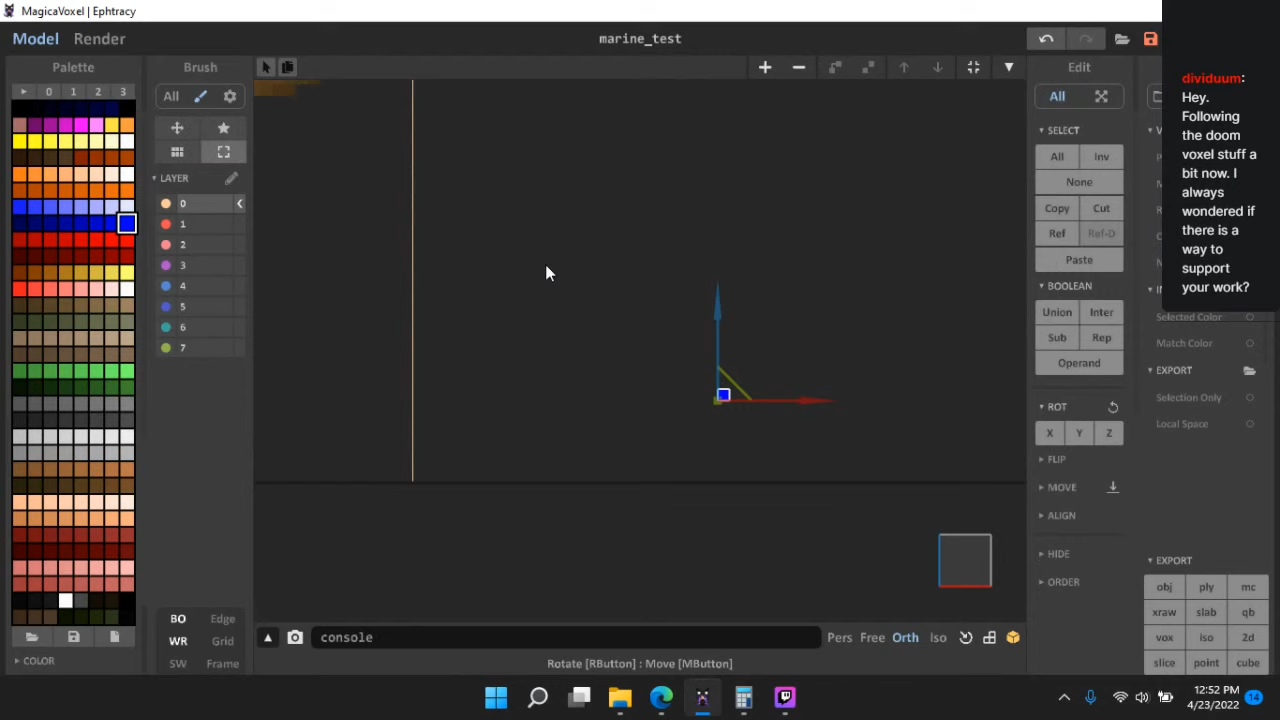 MagicaVoxel | Ephtracy
Model Render
marine_test
Palette
Brush
Edit
0 1 2 3
All
All
LAYER
0
1
2
3
4
5
6
7
SELECT
All Inv
None
Copy Cut
Ref Ref-D
Paste
BOOLEAN
Union Inter
Sub Rep
Operand
ROT
X Y Z
FLIP
MOVE
ALIGN
HIDE
ORDER
dividuum:
Hey.
Following
the doom
voxel stuff a
bit now. I
always
wondered if
there is a
way to
support
your work?
Selected Color
Match Color
EXPORT
Selection Only
Local Space
EXPORT
obj ply mc
xraw slab qb
vox iso 2d
slice point cube
BO Edge
WR Grid
SW Frame
COLOR
console
Pers Free Orth Iso
Rotate [RButton] : Move [MButton]
12:52 PM
4/23/2022
14